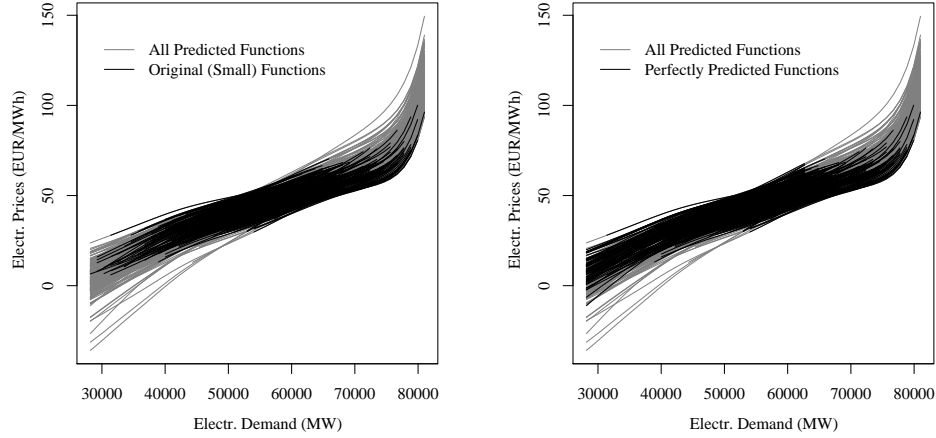 150
100
50
0
Electr. Prices (EUR/MWh)
All Predicted Functions
Original (Small) Functions
30000 40000 50000 60000 70000 80000
Electr. Demand (MW)
150
100
50
0
Electr. Prices (EUR/MWh)
All Predicted Functions
Perfectly Predicted Functions
30000 40000 50000 60000 70000 80000
Electr. Demand (MW)